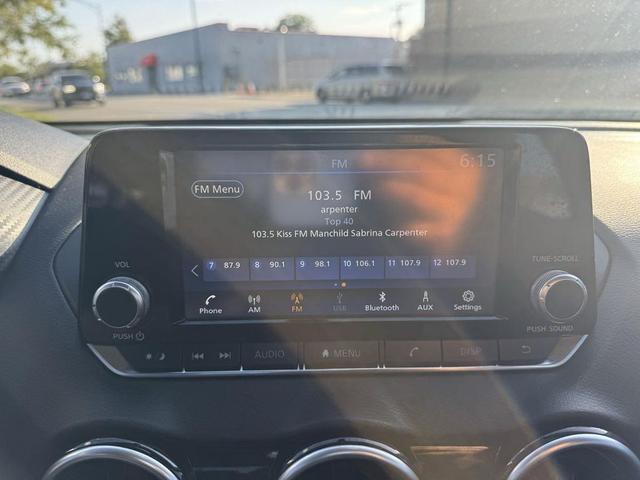 FM
6:15
FM Menu
103.5 FM
arpenter
Top 40
103.5 Kiss FM Manchild Sabrina Carpenter
7 87.9 8 90.1 9 98.1 10 106.1 11 107.9 12 107.9
Phone AM FM USB Bluetooth AUX Settings
VOL
PUSH
TUNE-SCROLL
PUSH SOUND
AUDIO MENU DISP